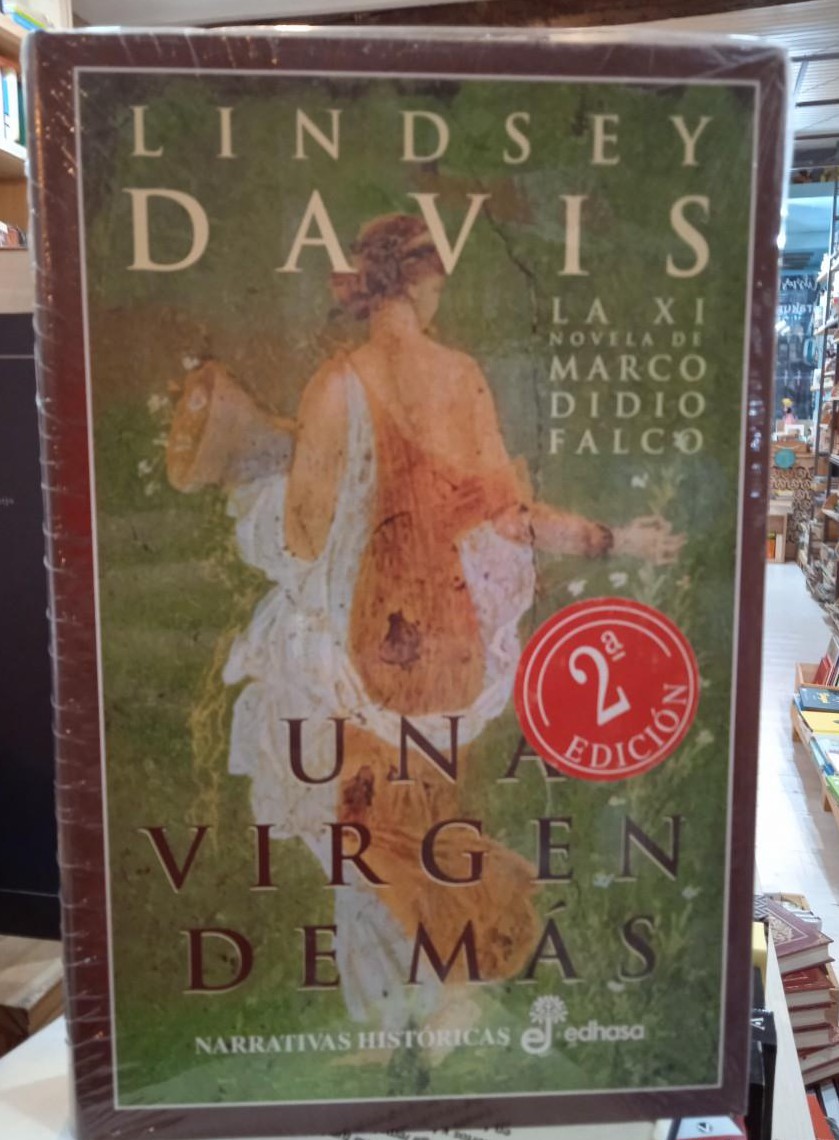 LINDSEY
DAVIS
LA XI
NOVELA DE
MARCO
DIDIO
FALCO
2ª
EDICIÓN
UNA
VIRGEN
DE MÁS
NARRATIVAS HISTÓRICAS edhasa